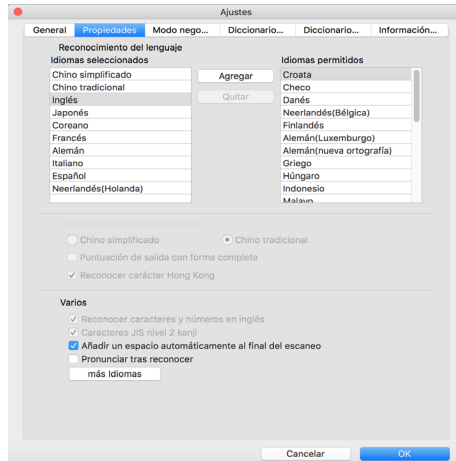 Ajustes
General Propiedades Modo nego... Diccionario... Diccionario... Información...
Reconocimiento del lenguaje
Idiomas seleccionados Idiomas permitidos
Chino simplificado
Chino tradicional
Inglés
Japonés
Coreano
Francés
Alemán
Italiano
Español
Neerlandés(Holanda)
Agregar
Quitar
Croata
Checo
Danés
Neerlandés(Bélgica)
Finlandés
Alemán(Luxemburgo)
Alemán(nueva ortografía)
Griego
Húngaro
Indonesio
Malayo
Chino simplificado Chino tradicional
Puntuación de salida con forma completa
Reconocer carácter Hong Kong
Varios
Reconocer caracteres y números en inglés
Caracteres JIS nivel 2 kanji
Añadir un espacio automáticamente al final del escaneo
Pronunciar tras reconocer
más Idiomas
Cancelar OK